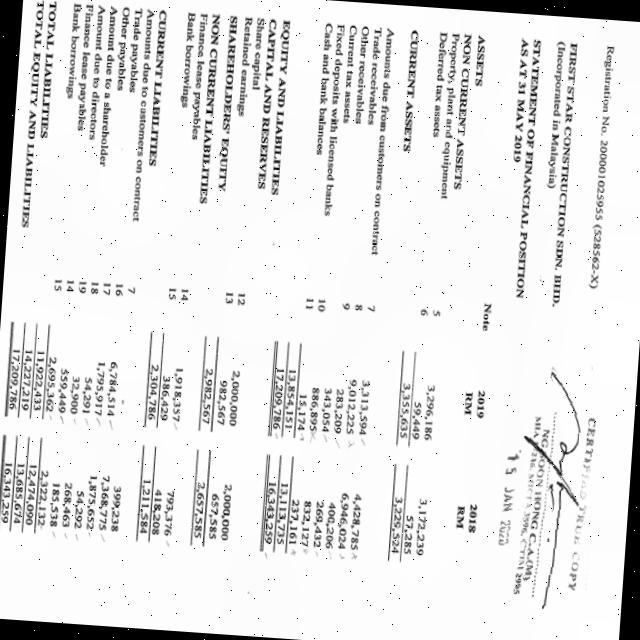 Registration No. 200001025955 (528562-X)
FIRST STAR CONSTRUCTION SDN. BHD.
(Incorporated in Malaysia)
STATEMENT OF FINANCIAL POSITION
AS AT 31 MAY 2019
CERTIFIED TRUE COPY
15 JAN 2020
Note 2019 2018
RM RM
ASSETS
NON CURRENT ASSETS
Property, plant and equipment 5 3,296,186 3,172,239
Deferred tax assets 6 59,449 57,285
3,355,635 3,229,524
CURRENT ASSETS
Amounts due from customers on contract 7 3,313,594 4,428,785
Trade receivables 8 9,012,225 6,946,024
Other receivables 9 283,209 400,206
Current tax assets 343,054 269,432
Fixed deposits with licensed banks 10 886,895 832,127
Cash and bank balances 11 15,174 237,161
13,854,151 13,113,735
17,209,786 16,343,259
EQUITY AND LIABILITIES
CAPITAL AND RESERVES
Share capital 12 2,000,000 2,000,000
Retained earnings 13 982,567 657,585
SHAREHOLDERS' EQUITY 2,982,567 2,657,585
NON CURRENT LIABILITIES
Finance lease payables 14 1,918,357 793,376
Bank borrowings 15 386,429 418,208
2,304,786 1,211,584
CURRENT LIABILITIES
Amounts due to customers on contract 7 - 399,238
Trade payables 16 6,784,514 7,368,775
Other payables 17 1,795,917 1,875,652
Amount due to a shareholder 18 54,291 54,292
Amount due to directors 19 32,900 268,463
Finance lease payables 14 559,449 185,538
Bank borrowings 15 2,695,362 2,322,132
11,922,433 12,474,090
TOTAL LIABILITIES 14,227,219 13,685,674
TOTAL EQUITY AND LIABILITIES 17,209,786 16,343,259